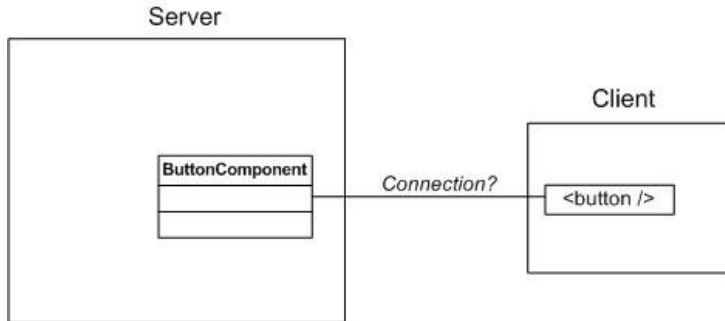 Server
Client
ButtonComponent
Connection?
<button />